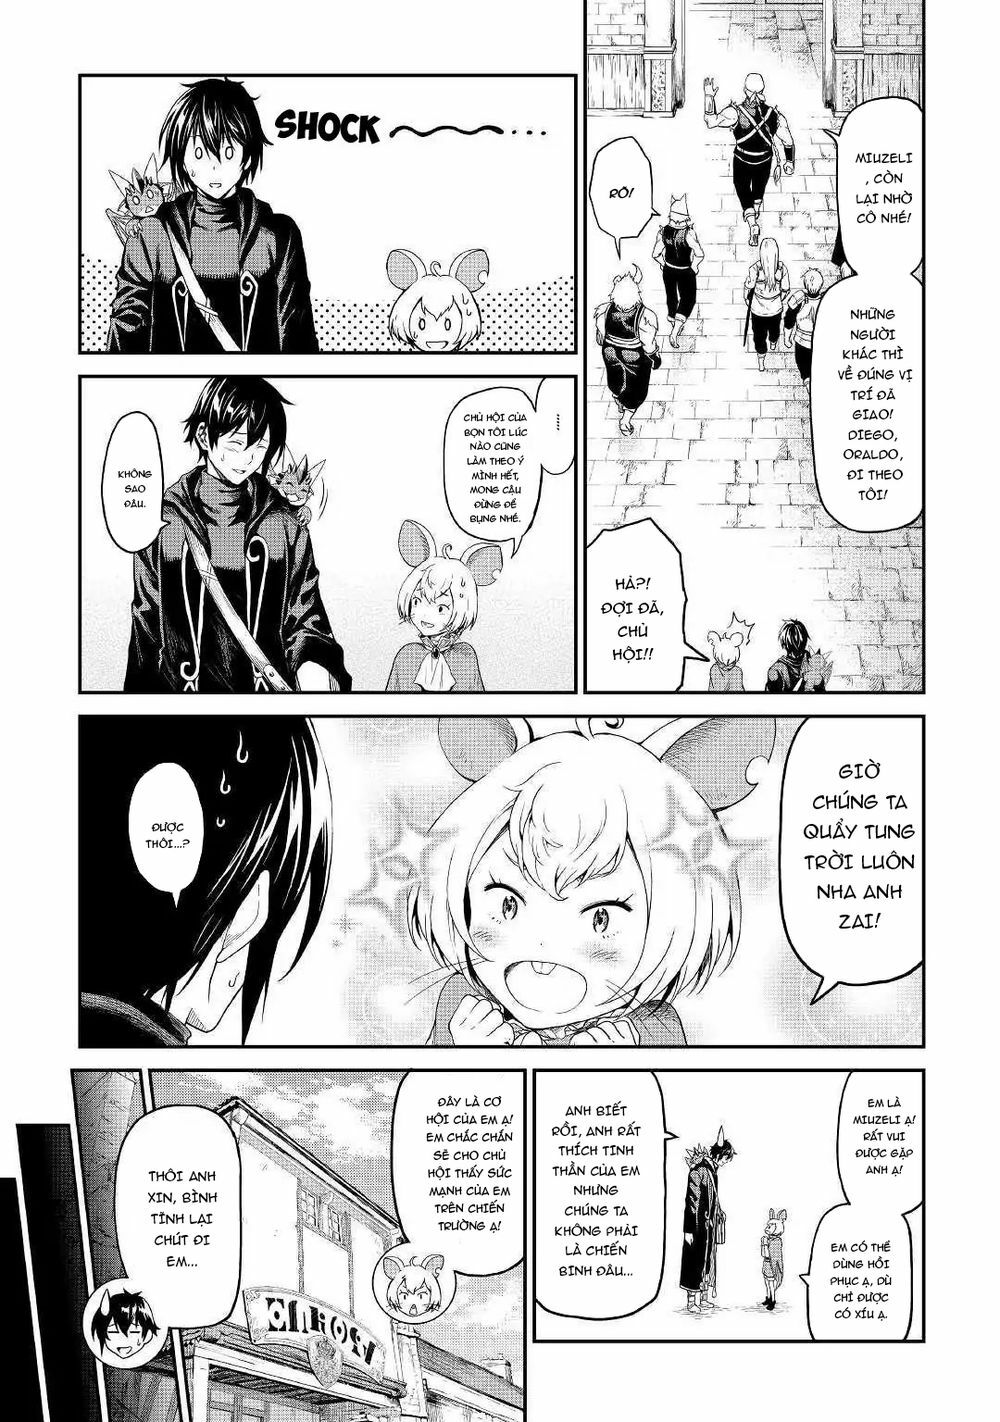 MIUZELI
, CÒN
LẠI NHỜ
CÔ NHÉ!
RÕ!
NHỮNG
NGƯỜI
KHÁC THÌ
VỀ ĐÚNG VỊ
TRÍ ĐÃ
GIAO!
DIEGO,
ORALDO,
ĐI THEO
TÔI!
HẢ?!
ĐỢI ĐÃ,
CHỦ
HỘI!!
SHOCK
...
CHỦ HỘI CỦA
BỌN TÔI LÚC
NÀO CŨNG
LÀM THEO Ý
MÌNH HẾT,
MONG CẬU
ĐỪNG ĐỂ
BỤNG NHÉ.
KHÔNG
SAO
ĐÂU.
GIỜ
CHÚNG TA
QUẨY TUNG
TRỜI LUÔN
NHA ANH
ZAI!
ĐƯỢC
THÔI...?
EM LÀ
MIUZELI Ạ!
RẤT VUI
ĐƯỢC GẶP
ANH Ạ!
EM CÓ THỂ
DÙNG HỒI
PHỤC Ạ, DÙ
CHỈ ĐƯỢC
CÓ XÍU Ạ.
ANH BIẾT
RỒI, ANH RẤT
THÍCH TINH
THẦN CỦA EM
NHƯNG
CHÚNG TA
KHÔNG PHẢI
LÀ CHIẾN
BINH ĐÂU...
ĐÂY LÀ CƠ
HỘI CỦA EM Ạ!
EM CHẮC CHẮN
SẼ CHO CHỦ
HỘI THẤY SỨC
MẠNH CỦA EM
TRÊN CHIẾN
TRƯỜNG Ạ!
THÔI ANH
XIN, BÌNH
TĨNH LẠI
CHÚT ĐI
EM...